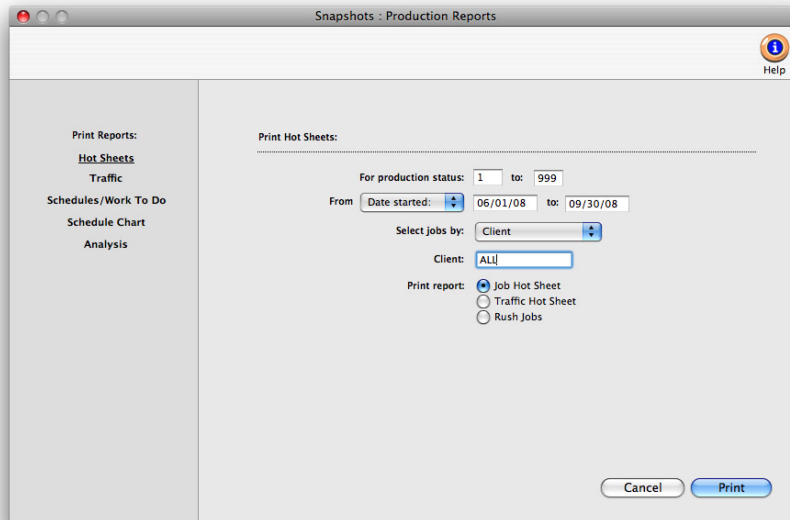 Snapshots : Production Reports
Help
Print Reports:
Hot Sheets
Traffic
Schedules/Work To Do
Schedule Chart
Analysis
Print Hot Sheets:
For production status: 1 to: 999
From Date started: 06/01/08 to: 09/30/08
Select jobs by: Client
Client: ALL
Print report: Job Hot Sheet
Traffic Hot Sheet
Rush Jobs
Cancel Print